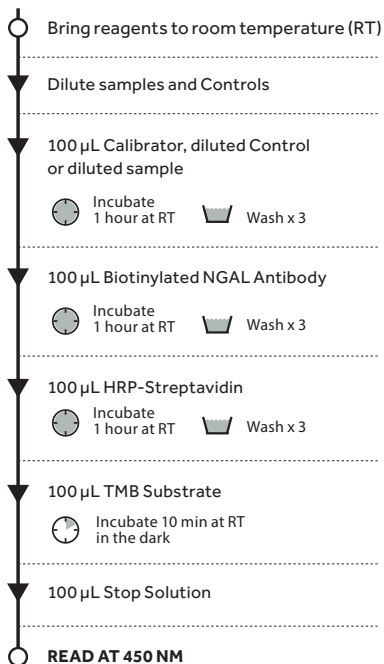 Bring reagents to room temperature (RT)
Dilute samples and Controls
100 µL Calibrator, diluted Control
or diluted sample
Incubate
1 hour at RT
Wash x 3
100 µL Biotinylated NGAL Antibody
Incubate
1 hour at RT
Wash x 3
100 µL HRP-Streptavidin
Incubate
1 hour at RT
Wash x 3
100 µL TMB Substrate
Incubate 10 min at RT
in the dark
100 µL Stop Solution
READ AT 450 NM